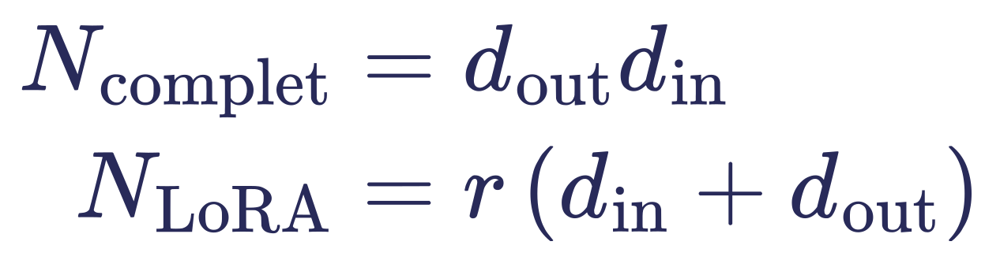 N_complet = d_out d_in
N_LoRA = r (d_in + d_out)